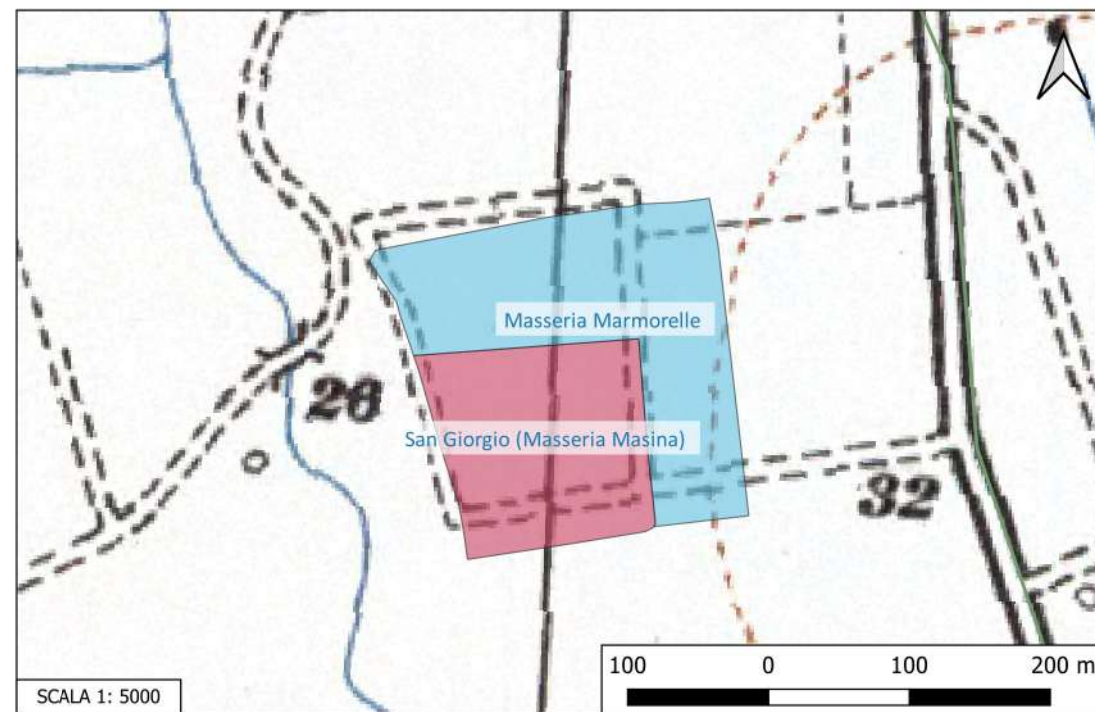 Masseria Marmorelle
26
San Giorgio (Masseria Masina)
32
SCALA 1: 5000
100 0 100 200 m